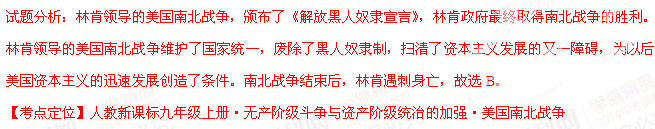 试题分析：林肯领导的美国南北战争，颁布了《解放黑人奴隶宣言》，林肯政府最终取得南北战争的胜利。
林肯领导的美国南北战争维护了国家统一，废除了黑人奴隶制，扫清了资本主义发展的又一障碍，为以后
美国资本主义的迅速发展创造了条件。南北战争结束后，林肯遇刺身亡，故选 B。
【考点定位】人教新课标九年级上册·无产阶级斗争与资产阶级统治的加强·美国南北战争